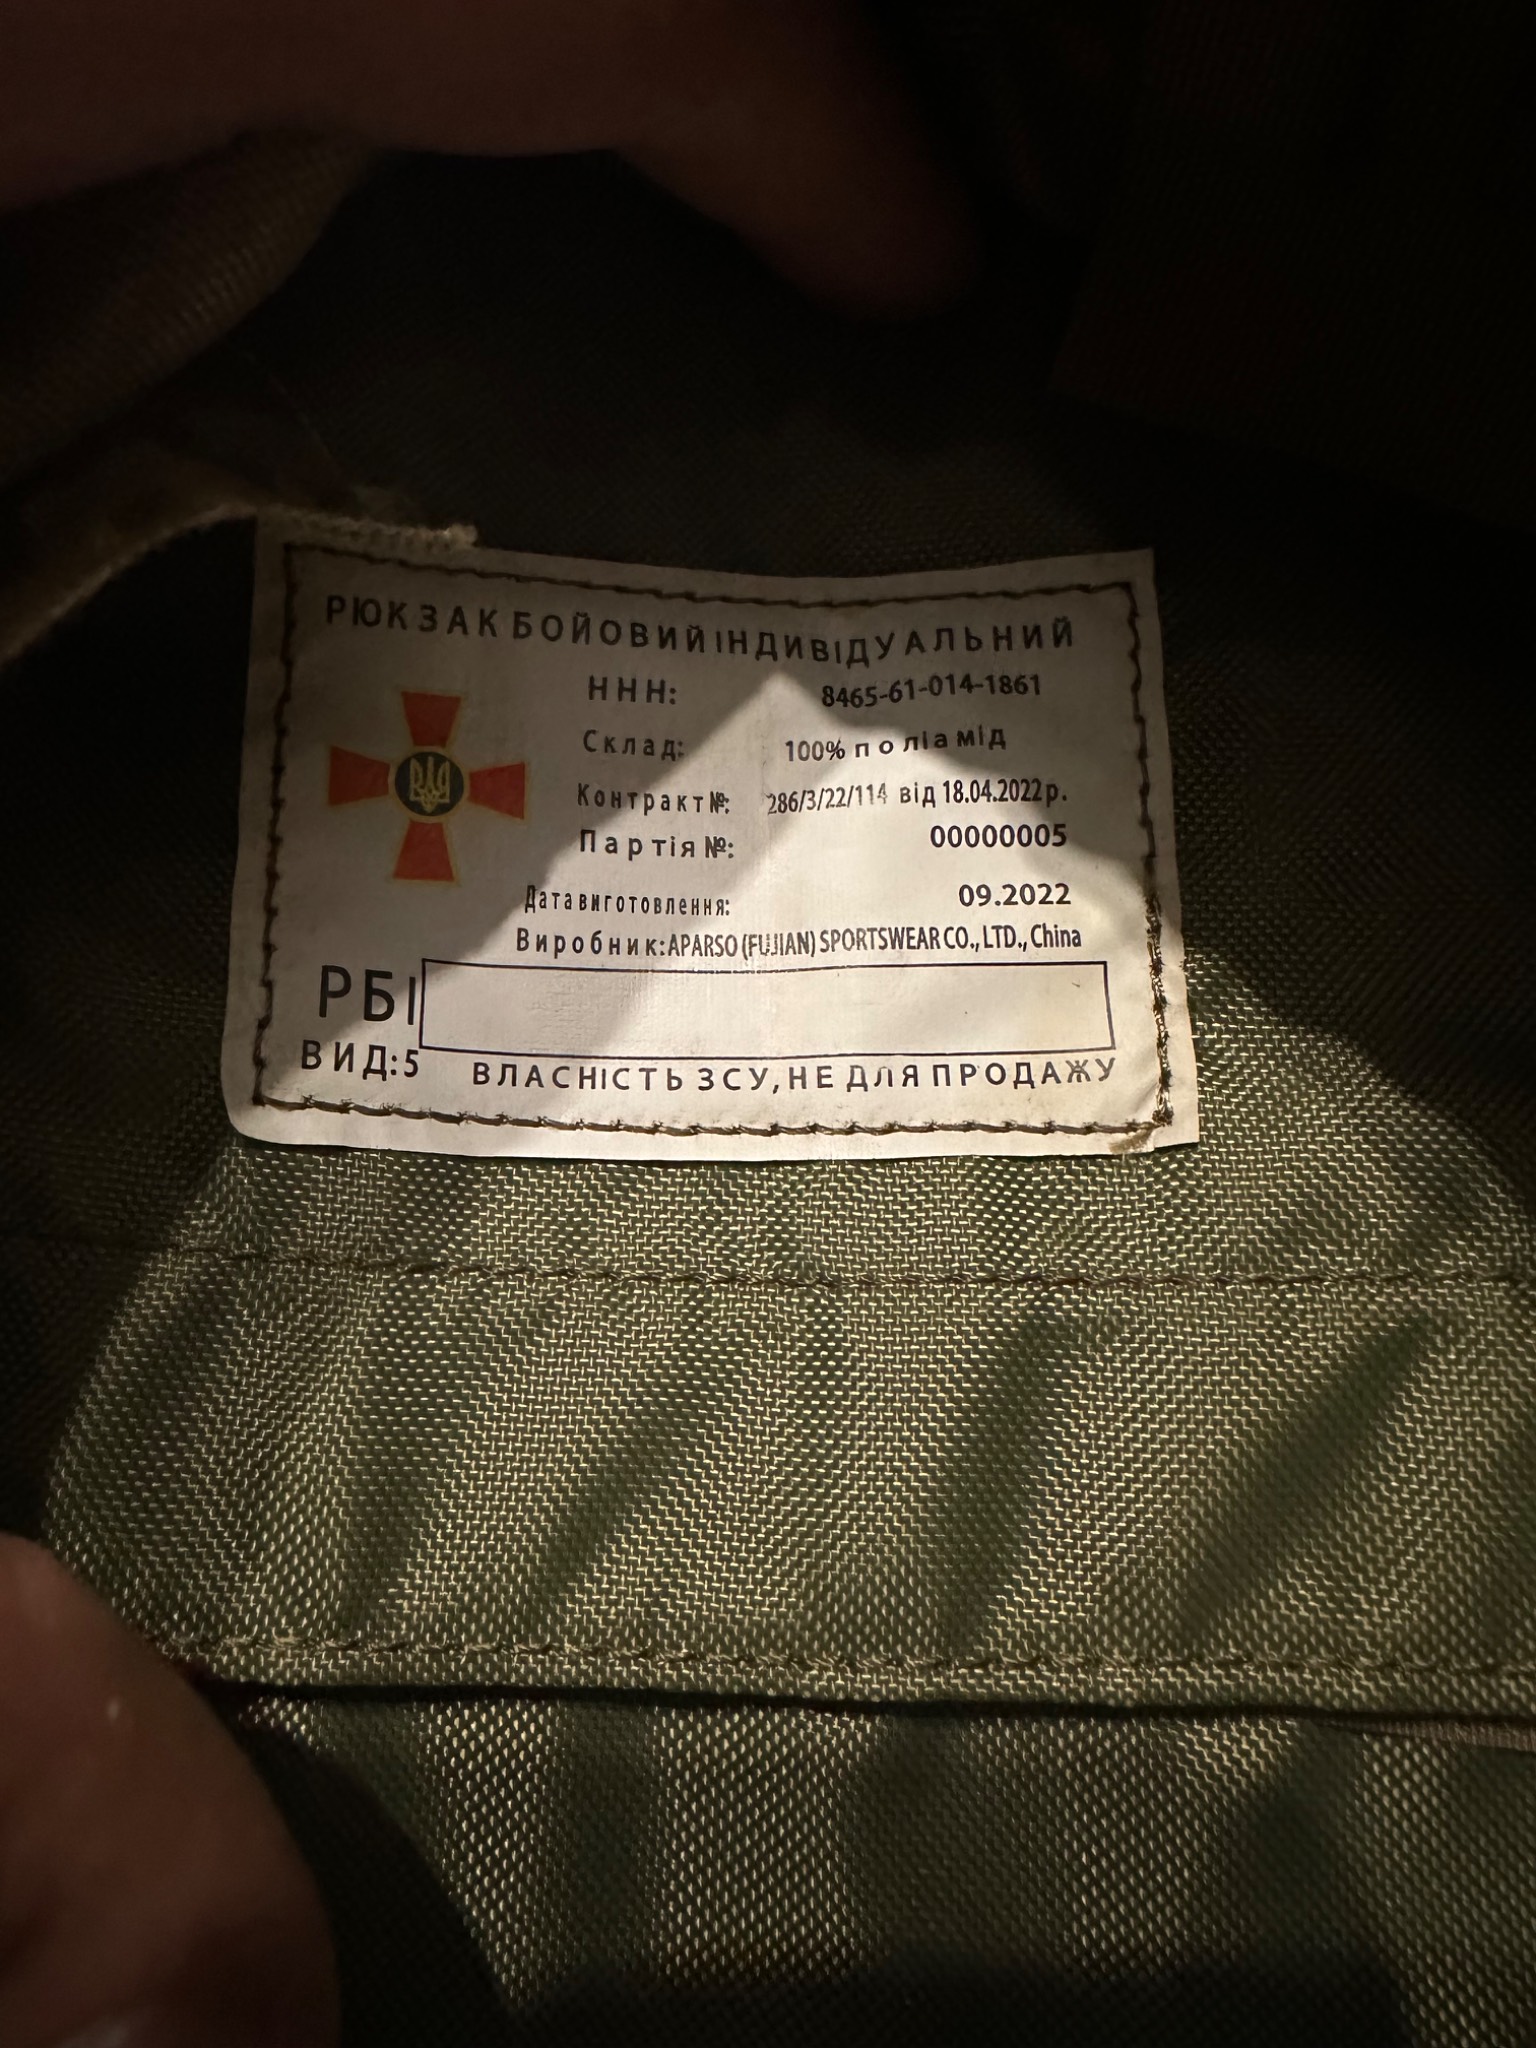 РЮКЗАК БОЙОВИЙ ІНДИВІДУАЛЬНИЙ
ННН: 8465-61-014-1861
Склад: 100% поліамід
Контракт №: 286/3/22/114 від 18.04.2022р.
Партія №: 00000005
Дата виготовлення: 09.2022
Виробник: APARSO (FUJIAN) SPORTSWEAR CO., LTD., China
РБІ
ВИД: 5 ВЛАСНІСТЬ ЗСУ, НЕ ДЛЯ ПРОДАЖУ